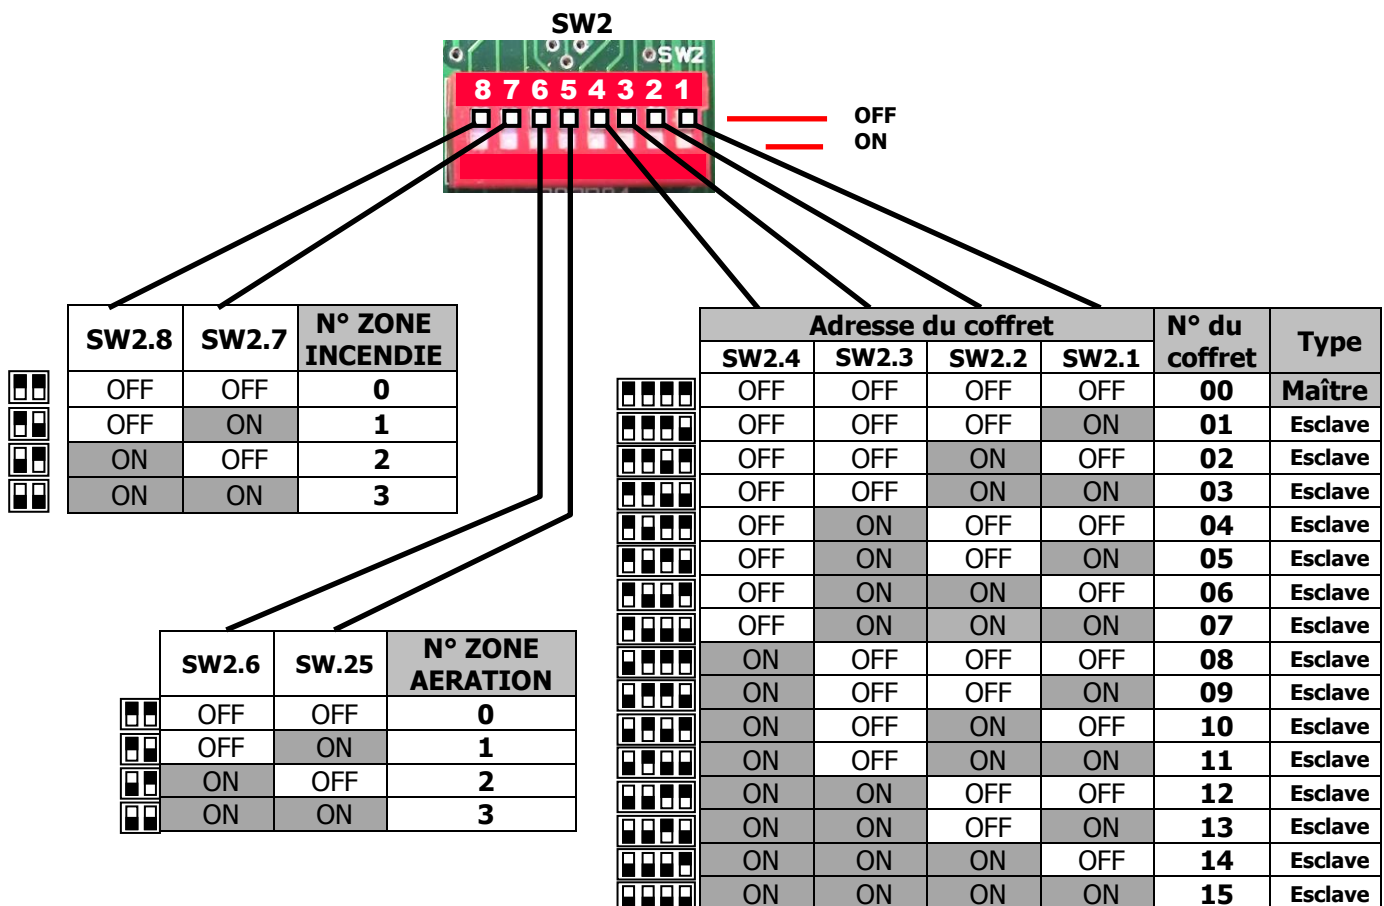 SW2
SW2
8 7 6 5 4 3 2 1
OFF
ON
SW2.8 SW2.7 N° ZONE INCENDIE
OFF OFF 0
OFF ON 1
ON OFF 2
ON ON 3
SW2.6 SW.25 N° ZONE AERATION
OFF OFF 0
OFF ON 1
ON OFF 2
ON ON 3
Adresse du coffret N° du coffret Type
SW2.4 SW2.3 SW2.2 SW2.1
OFF OFF OFF OFF 00 Maître
OFF OFF OFF ON 01 Esclave
OFF OFF ON OFF 02 Esclave
OFF OFF ON ON 03 Esclave
OFF ON OFF OFF 04 Esclave
OFF ON OFF ON 05 Esclave
OFF ON ON OFF 06 Esclave
OFF ON ON ON 07 Esclave
ON OFF OFF OFF 08 Esclave
ON OFF OFF ON 09 Esclave
ON OFF ON OFF 10 Esclave
ON OFF ON ON 11 Esclave
ON ON OFF OFF 12 Esclave
ON ON OFF ON 13 Esclave
ON ON ON OFF 14 Esclave
ON ON ON ON 15 Esclave